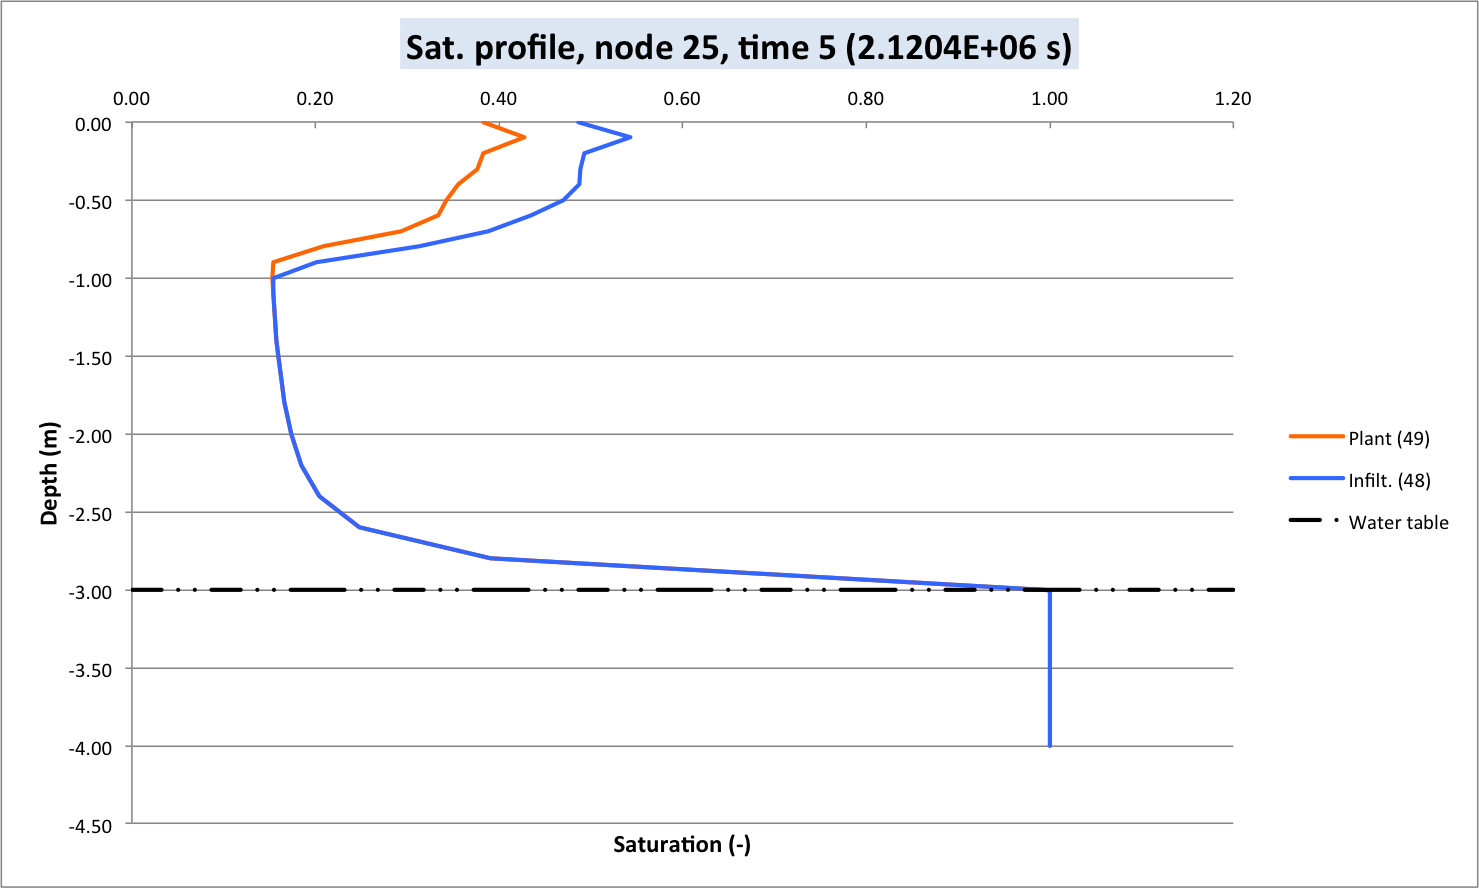 Sat. profile, node 25, time 5 (2.1204E+06 s)
0.00 0.20 0.40 0.60 0.80 1.00 1.20
0.00
-0.50
-1.00
-1.50
-2.00
-2.50
-3.00
-3.50
-4.00
-4.50
Depth (m)
Saturation (-)
Plant (49)
Infilt. (48)
Water table